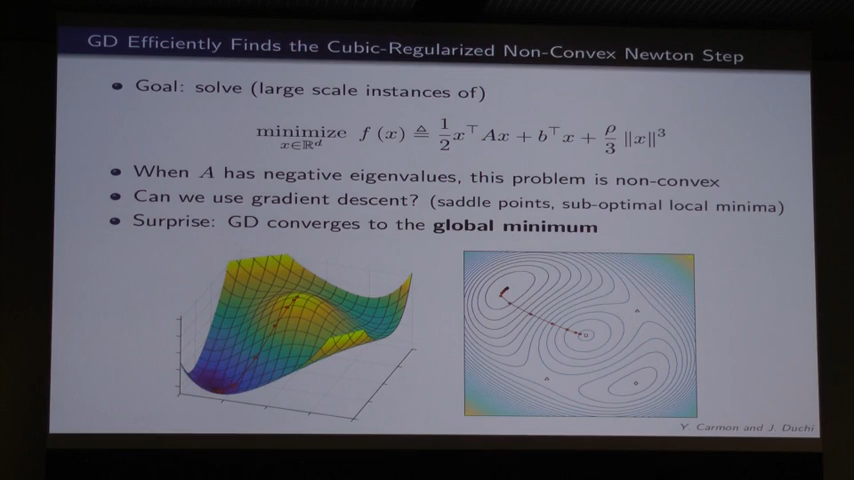 GD Efficiently Finds the Cubic-Regularized Non-Convex Newton Step
• Goal: solve (large scale instances of)
minimize f (x) ≜ 1/2 x⊤Ax + b⊤x + ρ/3 ‖x‖³
x∈ℝᵈ
• When A has negative eigenvalues, this problem is non-convex
• Can we use gradient descent? (saddle points, sub-optimal local minima)
• Surprise: GD converges to the global minimum
Y. Carmon and J. Duchi